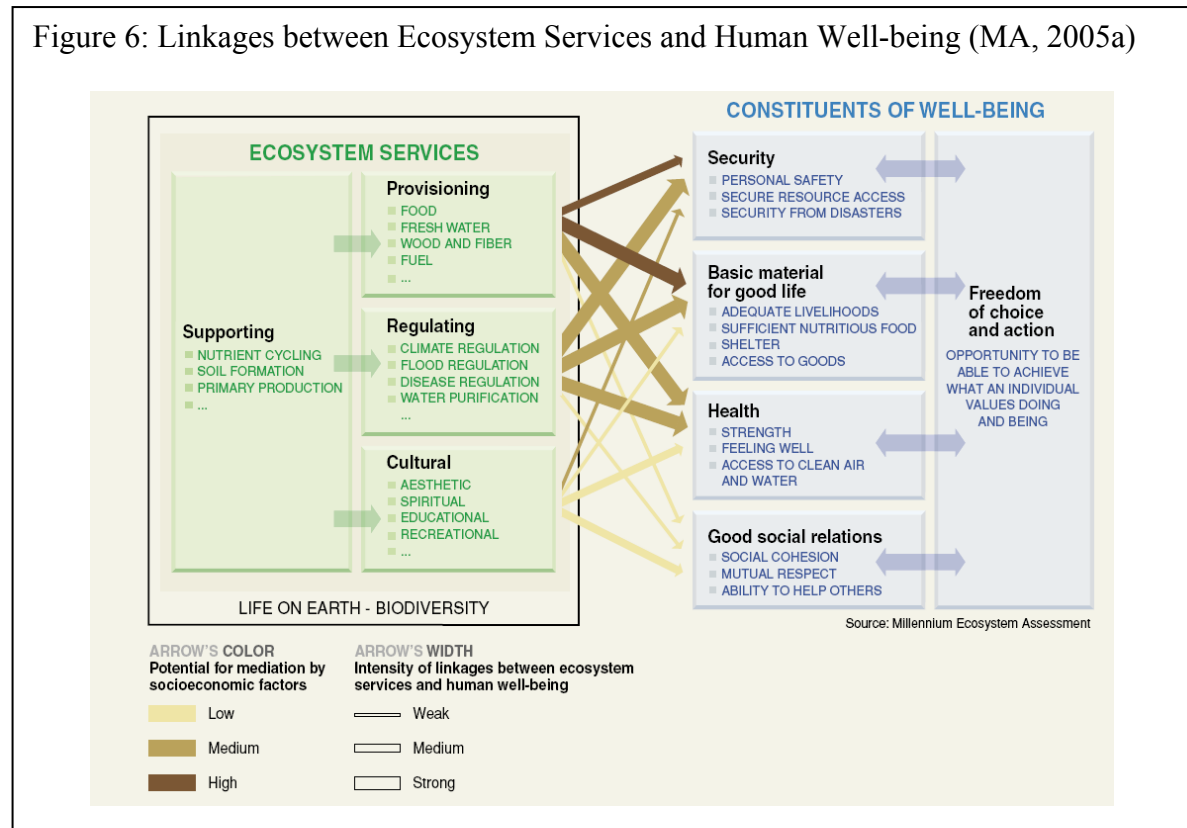 Figure 6: Linkages between Ecosystem Services and Human Well-being (MA, 2005a)
ECOSYSTEM SERVICES
Supporting
NUTRIENT CYCLING
SOIL FORMATION
PRIMARY PRODUCTION
...
Provisioning
FOOD
FRESH WATER
WOOD AND FIBER
FUEL
...
Regulating
CLIMATE REGULATION
FLOOD REGULATION
DISEASE REGULATION
WATER PURIFICATION
...
Cultural
AESTHETIC
SPIRITUAL
EDUCATIONAL
RECREATIONAL
...
LIFE ON EARTH - BIODIVERSITY
CONSTITUENTS OF WELL-BEING
Security
PERSONAL SAFETY
SECURE RESOURCE ACCESS
SECURITY FROM DISASTERS
Basic material
for good life
ADEQUATE LIVELIHOODS
SUFFICIENT NUTRITIOUS FOOD
SHELTER
ACCESS TO GOODS
Health
STRENGTH
FEELING WELL
ACCESS TO CLEAN AIR
AND WATER
Good social relations
SOCIAL COHESION
MUTUAL RESPECT
ABILITY TO HELP OTHERS
Freedom
of choice
and action
OPPORTUNITY TO BE
ABLE TO ACHIEVE
WHAT AN INDIVIDUAL
VALUES DOING
AND BEING
Source: Millennium Ecosystem Assessment
ARROW'S COLOR
Potential for mediation by
socioeconomic factors
Low
Medium
High
ARROW'S WIDTH
Intensity of linkages between ecosystem
services and human well-being
Weak
Medium
Strong